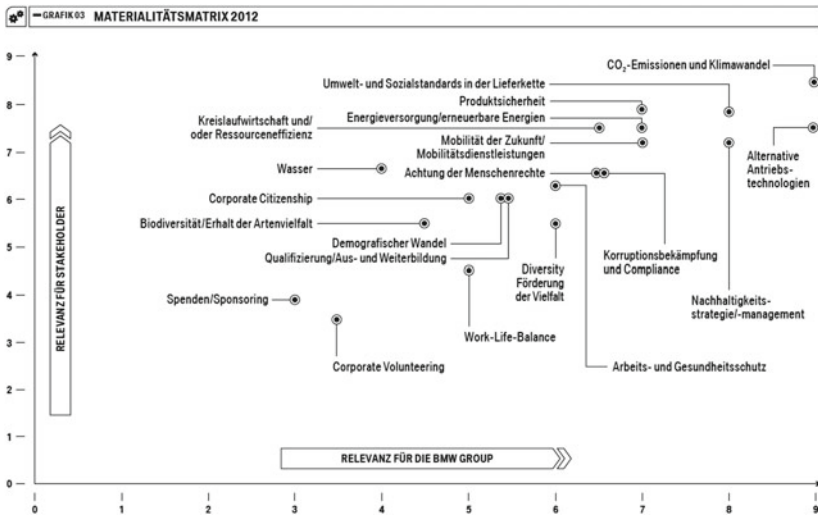 GRAFIK 03 MATERIALITÄTSMATRIX 2012
9
8
7
6
5
4
3
2
1
0
RELEVANZ FÜR STAKEHOLDER
CO₂-Emissionen und Klimawandel
Umwelt- und Sozialstandards in der Lieferkette
Produktsicherheit
Energieversorgung/erneuerbare Energien
Kreislaufwirtschaft und/
oder Ressourceneffizienz
Mobilität der Zukunft/
Mobilitätsdienstleistungen
Alternative
Antriebs-
technologien
Wasser
Achtung der Menschenrechte
Corporate Citizenship
Biodiversität/Erhalt der Artenvielfalt
Demografischer Wandel
Qualifizierung/Aus- und Weiterbildung
Diversity
Förderung
der Vielfalt
Korruptionsbekämpfung
und Compliance
Nachhaltigkeits-
strategie/-management
Spenden/Sponsoring
Work-Life-Balance
Corporate Volunteering
Arbeits- und Gesundheitsschutz
RELEVANZ FÜR DIE BMW GROUP
0 1 2 3 4 5 6 7 8 9